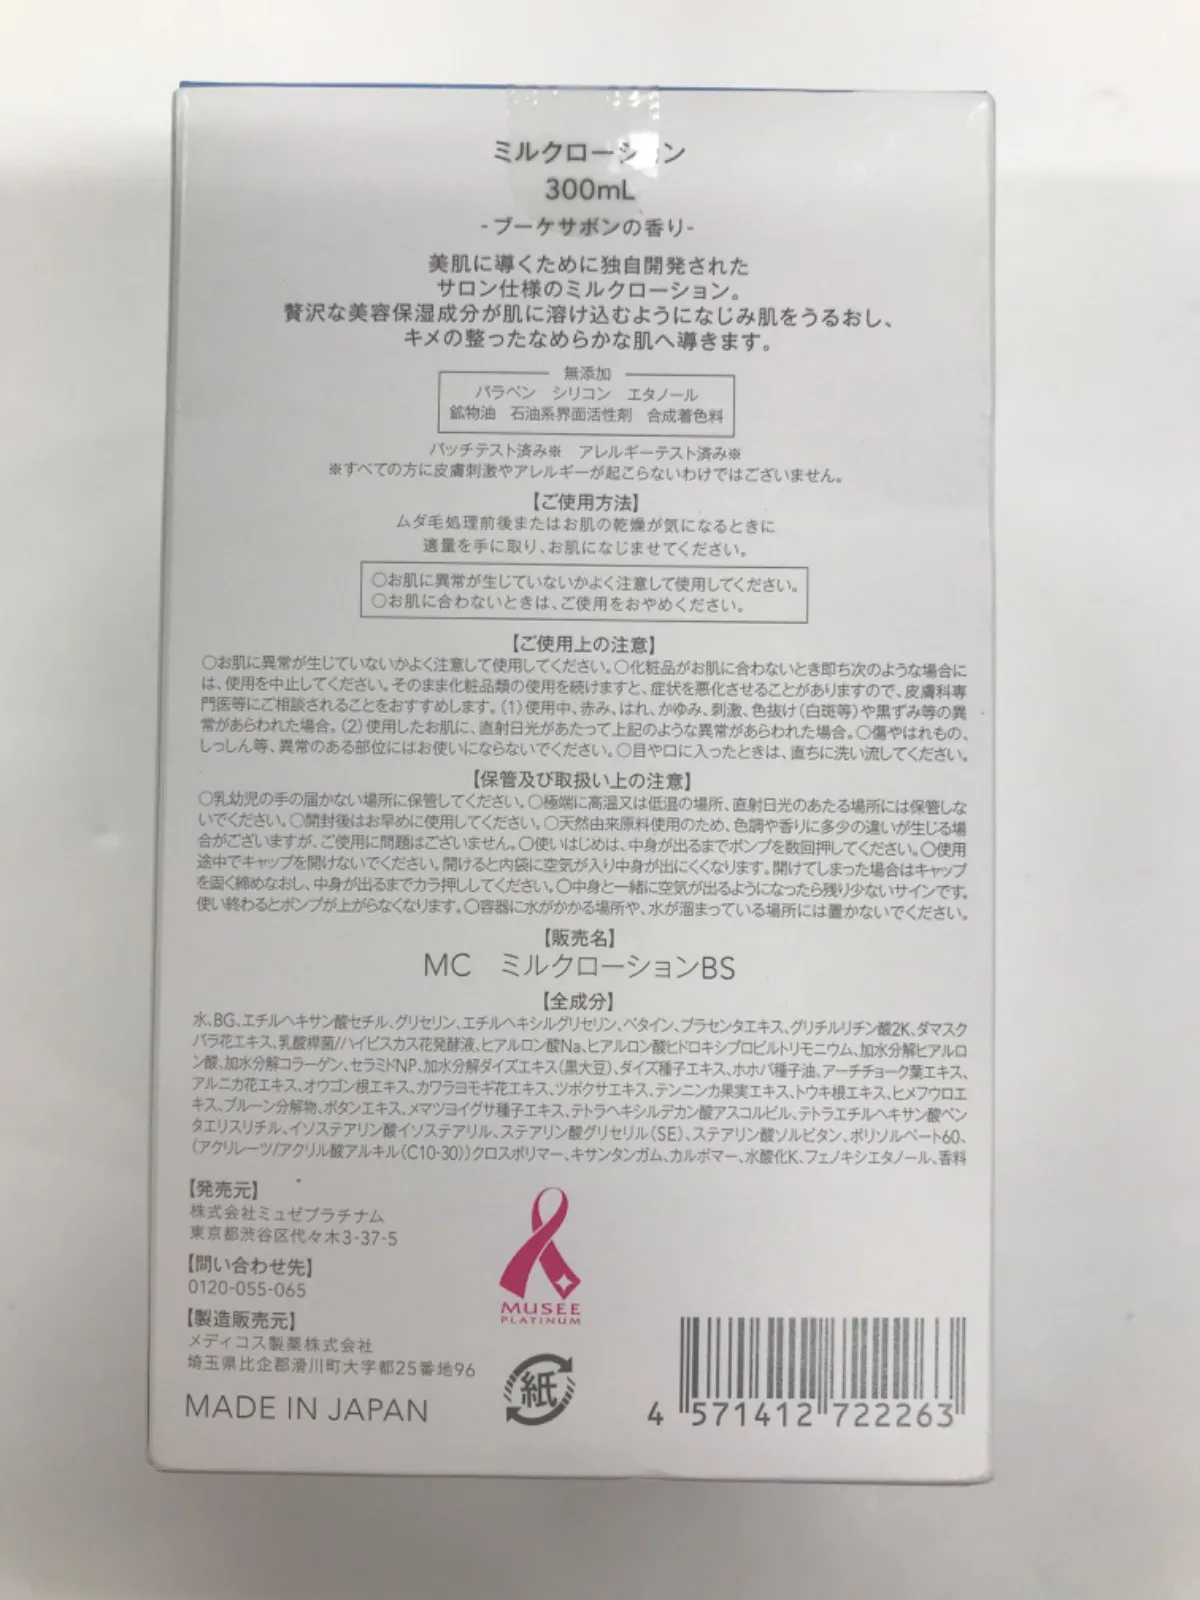 ミルクローション
300mL
-ブーケサボンの香り-
美肌に導くために独自開発された
サロン仕様のミルクローション。
贅沢な美容保湿成分が肌に溶け込むようになじみ肌をうるおし、
キメの整ったなめらかな肌へ導きます。
無添加
パラベン シリコン エタノール
鉱物油 石油系界面活性剤 合成着色料
パッチテスト済み※ アレルギーテスト済み※
※すべての方に皮膚刺激やアレルギーが起こらないわけではございません。
【ご使用方法】
ムダ毛処理前後またはお肌の乾燥が気になるときに
適量を手に取り、お肌になじませてください。
○お肌に異常が生じていないかよく注意して使用してください。
○お肌に合わないときは、ご使用をおやめください。
【ご使用上の注意】
○お肌に異常が生じていないかよく注意して使用してください。○化粧品がお肌に合わないとき即ち次のような場合に
は、使用を中止してください。そのまま化粧品類の使用を続けますと、症状を悪化させることがありますので、皮膚科専
門医等にご相談されることをおすすめします。(1)使用中、赤み、はれ、かゆみ、刺激、色抜け(白斑等)や黒ずみ等の異
常があらわれた場合。(2)使用したお肌に、直射日光があたって上記のような異常があらわれた場合。○傷やはれもの、
しっしん等、異常のある部位にはお使いにならないでください。○目や口に入ったときは、直ちに洗い流してください。
【保管及び取扱い上の注意】
○乳幼児の手の届かない場所に保管してください。○極端に高温又は低温の場所、直射日光のあたる場所には保管しな
いでください。○開封後はお早めに使用してください。○天然由来原料使用のため、色調や香りに多少の違いが生じる場
合がございますが、ご使用に問題はございません。○使いはじめは、中身が出るまでポンプを数回押してください。○使用
途中でキャップを開けないでください。開けると内袋に空気が入り中身が出にくくなります。開けてしまった場合はキャップ
を固く締めなおし、中身が出るまでカラ押ししてください。○中身と一緒に空気が出るようになったら残り少ないサインです。
使い終わるとポンプが上がらなくなります。○容器に水がかかる場所や、水が溜まっている場所には置かないでください。
【販売名】
MC ミルクローションBS
【全成分】
水、BG、エチルヘキサン酸セチル、グリセリン、エチルヘキシルグリセリン、ベタイン、プラセンタエキス、グリチルリチン酸2K、ダマスク
バラ花エキス、乳酸桿菌/ハイビスカス花発酵液、ヒアルロン酸Na、ヒアルロン酸ヒドロキシプロピルトリモニウム、加水分解ヒアルロ
ン酸、加水分解コラーゲン、セラミドNP、加水分解ダイズエキス(黒大豆)、ダイズ種子エキス、ホホバ種子油、アーチチョーク葉エキス、
アルニカ花エキス、オウゴン根エキス、カワラヨモギ花エキス、ツボクサエキス、テンニンカ果実エキス、トウキ根エキス、ヒメフウロエ
キス、プルーン分解物、ボタンエキス、メマツヨイグサ種子エキス、テトラヘキシルデカン酸アスコルビル、テトラエチルヘキサン酸ペン
タエリスリチル、イソステアリン酸イソステアリル、ステアリン酸グリセリル(SE)、ステアリン酸ソルビタン、ポリソルベート60、
(アクリレーツ/アクリル酸アルキル(C10-30))クロスポリマー、キサンタンガム、カルボマー、水酸化K、フェノキシエタノール、香料
【発売元】
株式会社ミュゼプラチナム
東京都渋谷区代々木3-37-5
【問い合わせ先】
0120-055-065
【製造販売元】
メディコス製薬株式会社
埼玉県比企郡滑川町大字都25番地96
MADE IN JAPAN
MUSEE
PLATINUM
紙
4 571412 722263